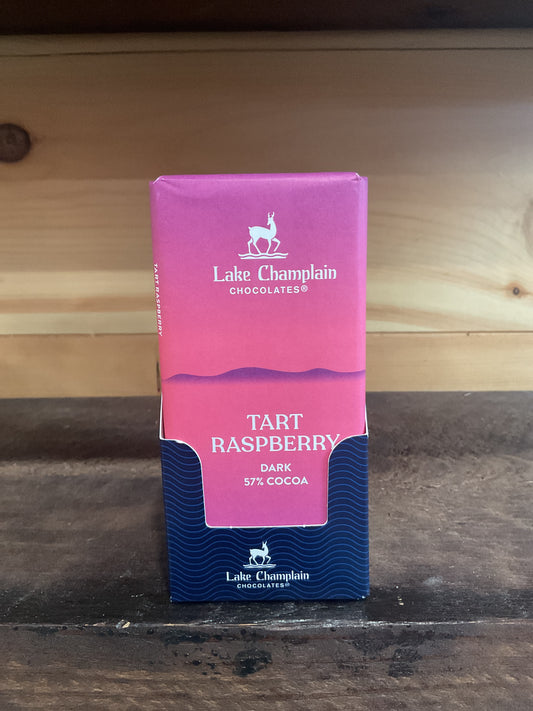 Lake Champlain
CHOCOLATES®
TART RASPBERRY
TART
RASPBERRY
DARK
57% COCOA
Lake Champlain
CHOCOLATES®